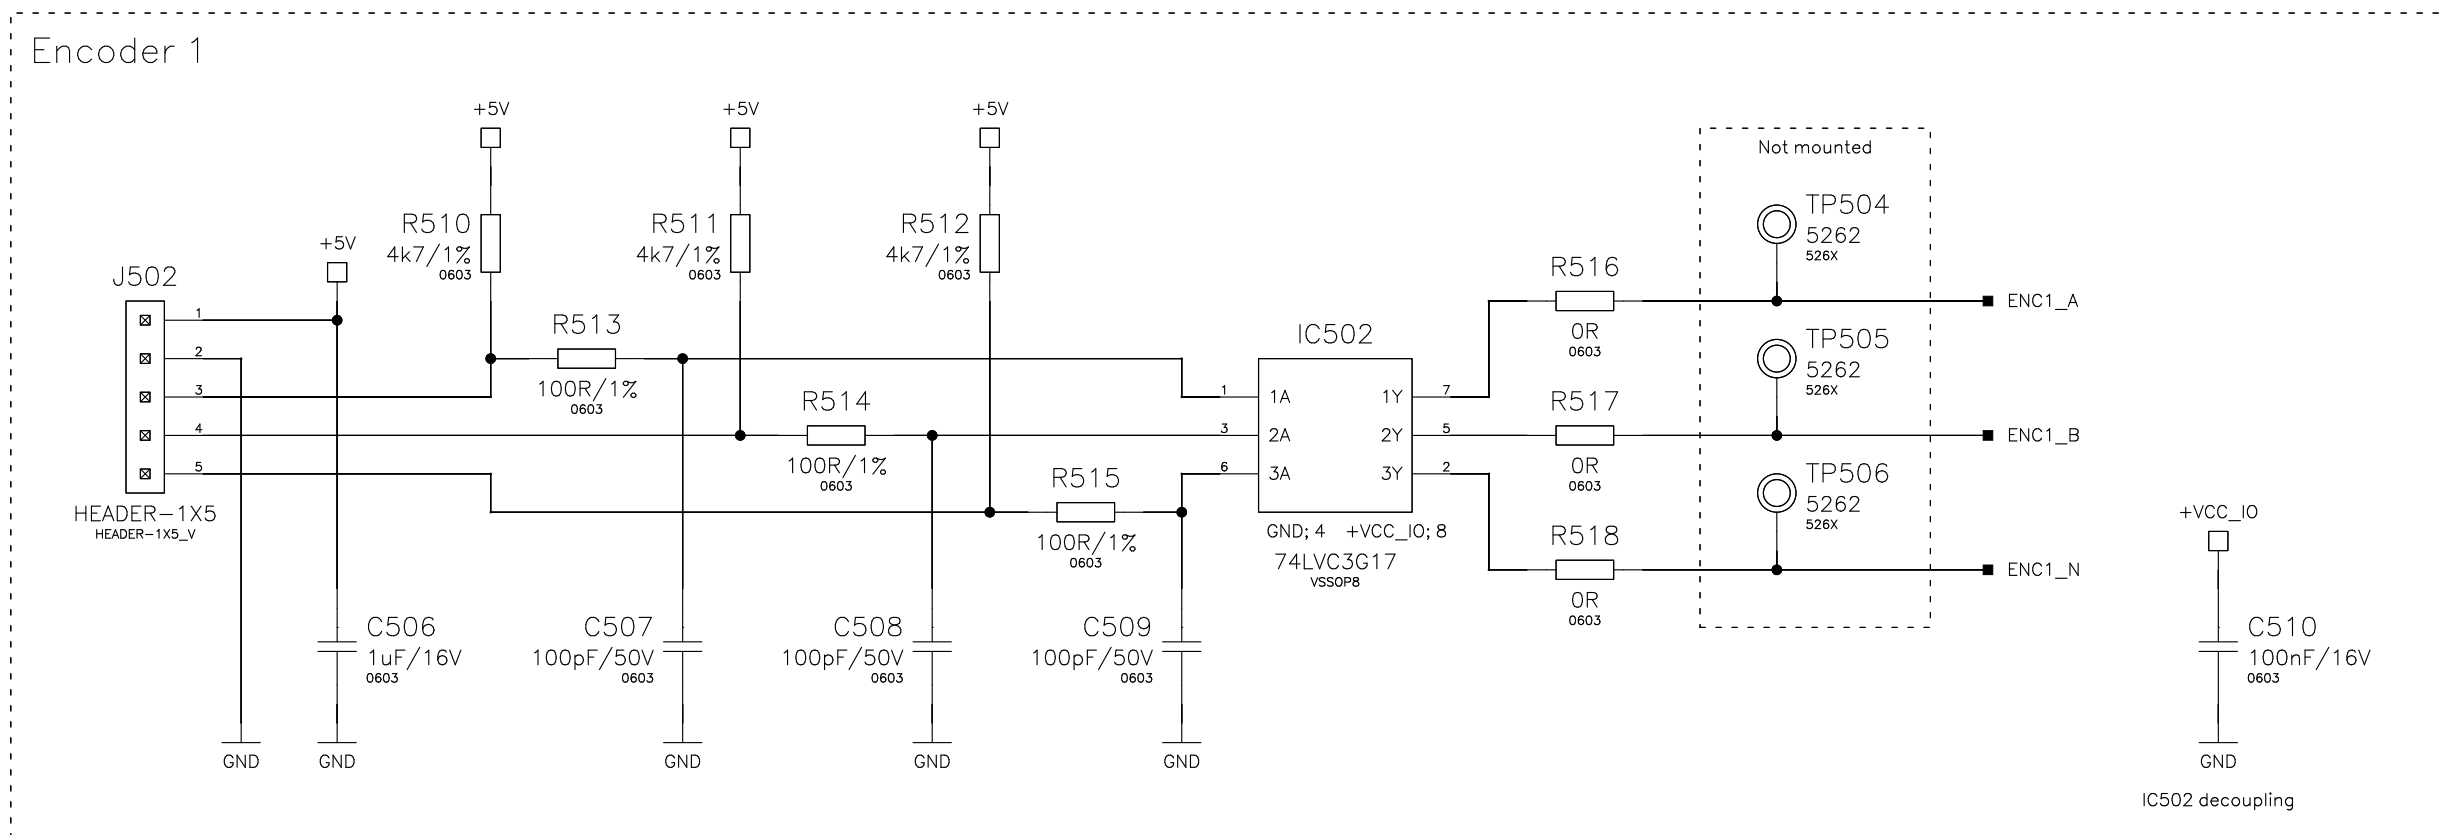 Encoder 1
+5V
+5V
+5V
Not mounted
TP504
5262
526X
R510
4k7/1%
0603
R511
4k7/1%
0603
R512
4k7/1%
0603
+5V
J502
R516
0R
0603
ENC1_A
1
2
3
4
5
HEADER-1X5
HEADER-1X5_V
R513
100R/1%
0603
R514
100R/1%
0603
R515
100R/1%
0603
IC502
1 1A 1Y 7
3 2A 2Y 5
6 3A 3Y 2
GND; 4 +VCC_IO; 8
74LVC3G17
VSSOP8
TP505
5262
526X
R517
0R
0603
ENC1_B
TP506
5262
526X
R518
0R
0603
ENC1_N
+VCC_IO
C506
1uF/16V
0603
C507
100pF/50V
0603
C508
100pF/50V
0603
C509
100pF/50V
0603
C510
100nF/16V
0603
GND
GND
GND
GND
GND
GND
IC502 decoupling